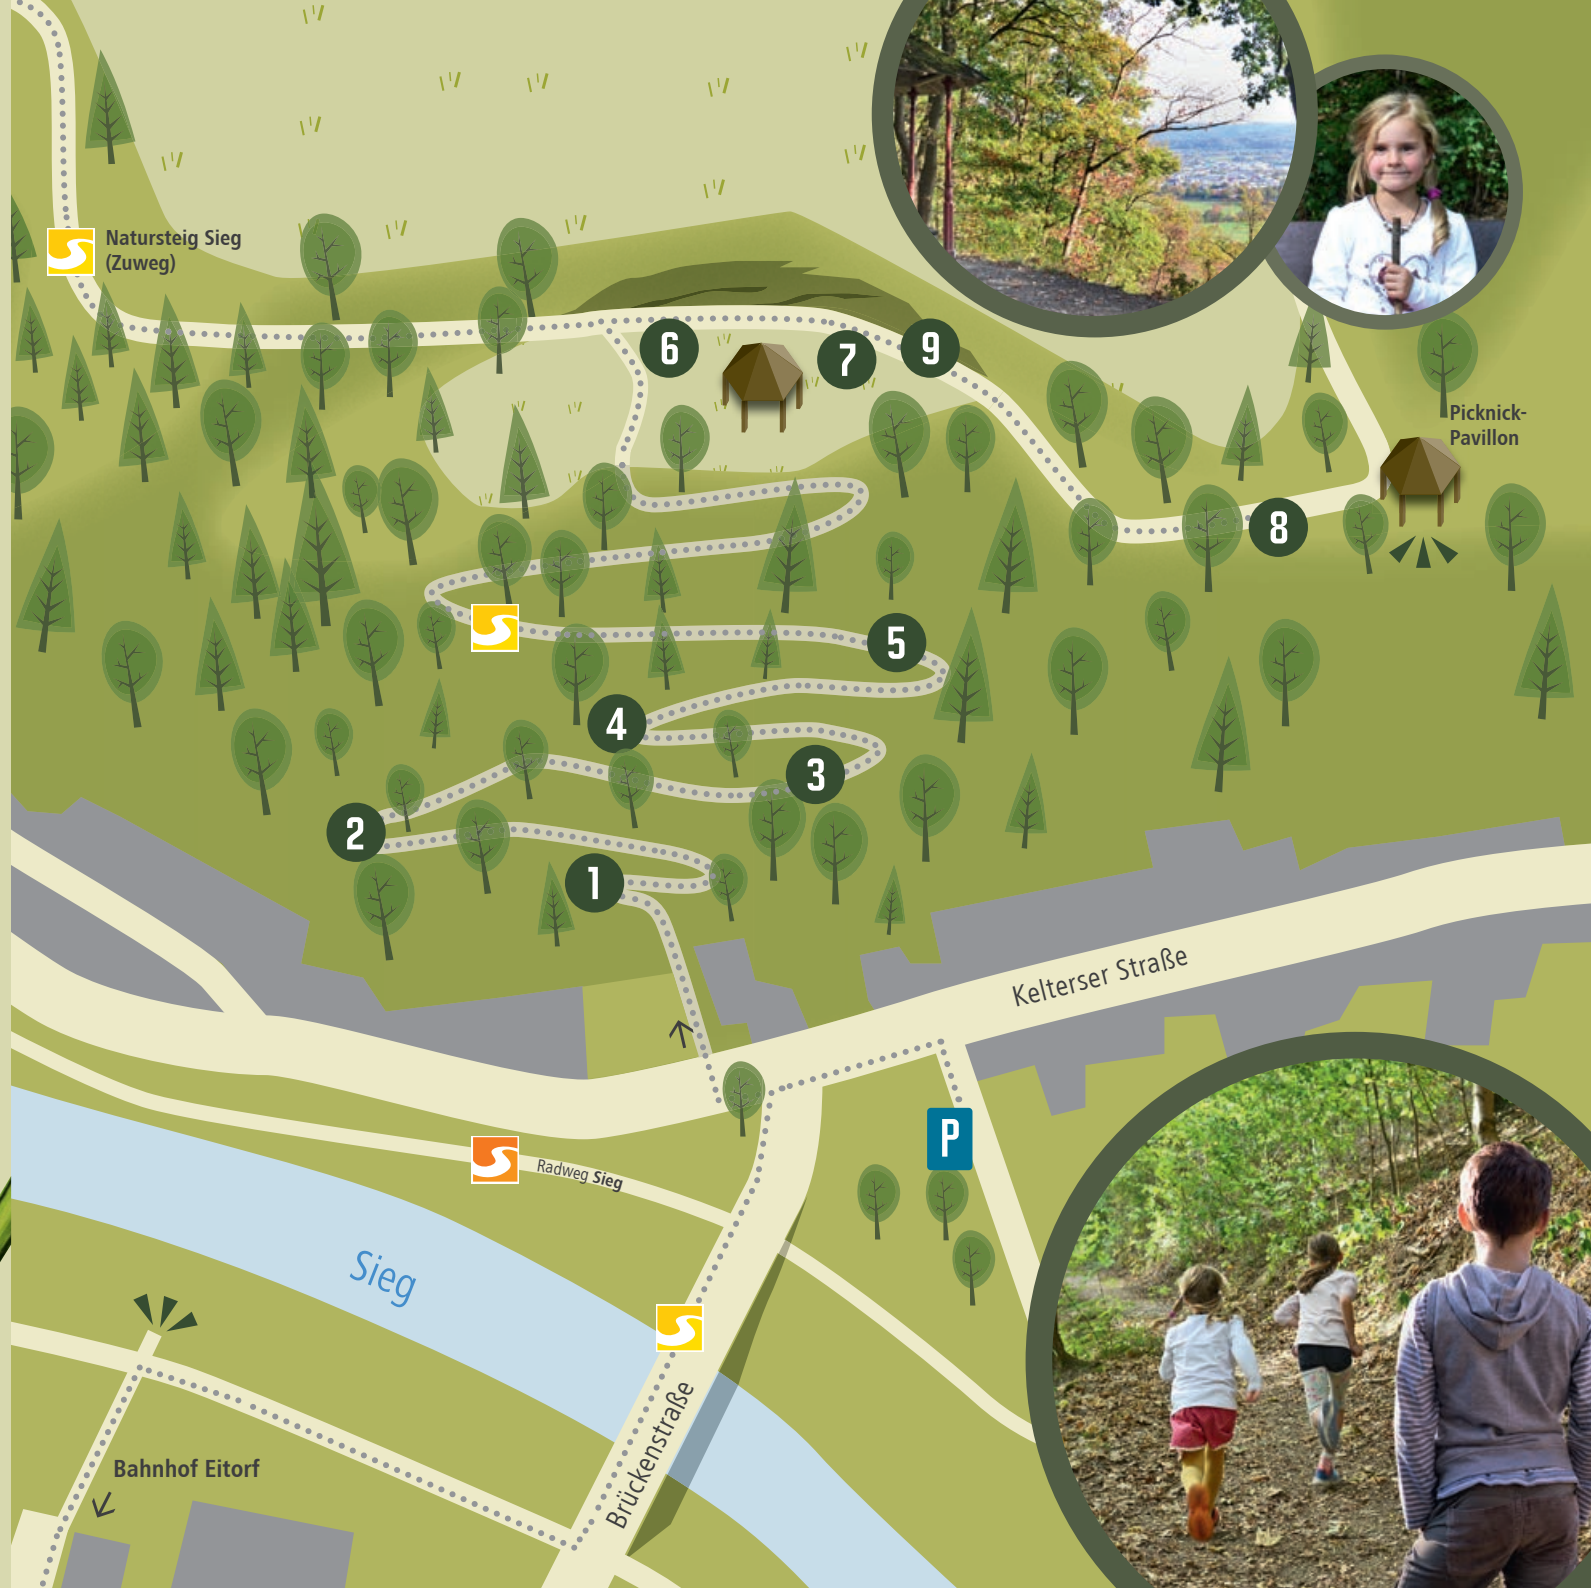 Natursteig Sieg
(Zuweg)
6
7
9
Picknick-
Pavillon
8
5
4
3
2
1
Kelterser Straße
P
Radweg Sieg
Sieg
Brückenstraße
Bahnhof Eitorf